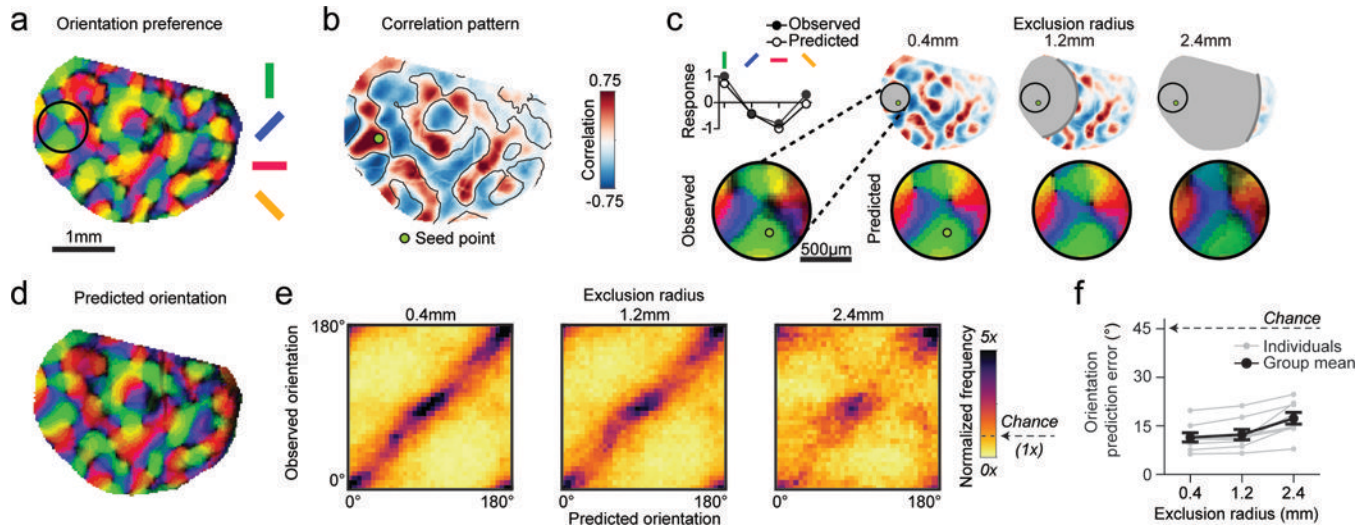 a
Orientation preference
1mm
b
Correlation pattern
0.75
Correlation
-0.75
Seed point
c
Observed
Predicted
Response
1
0
-1
Exclusion radius
0.4mm
1.2mm
2.4mm
Observed
500µm
Predicted
d
Predicted orientation
e
Exclusion radius
0.4mm
1.2mm
2.4mm
Observed orientation
180°
0°
0°
180°
0°
180°
0°
180°
Predicted orientation
Normalized frequency
5x
0x
Chance
(1x)
f
Orientation
prediction error (°)
45
30
15
0
Chance
Individuals
Group mean
0.4
1.2
2.4
Exclusion radius (mm)